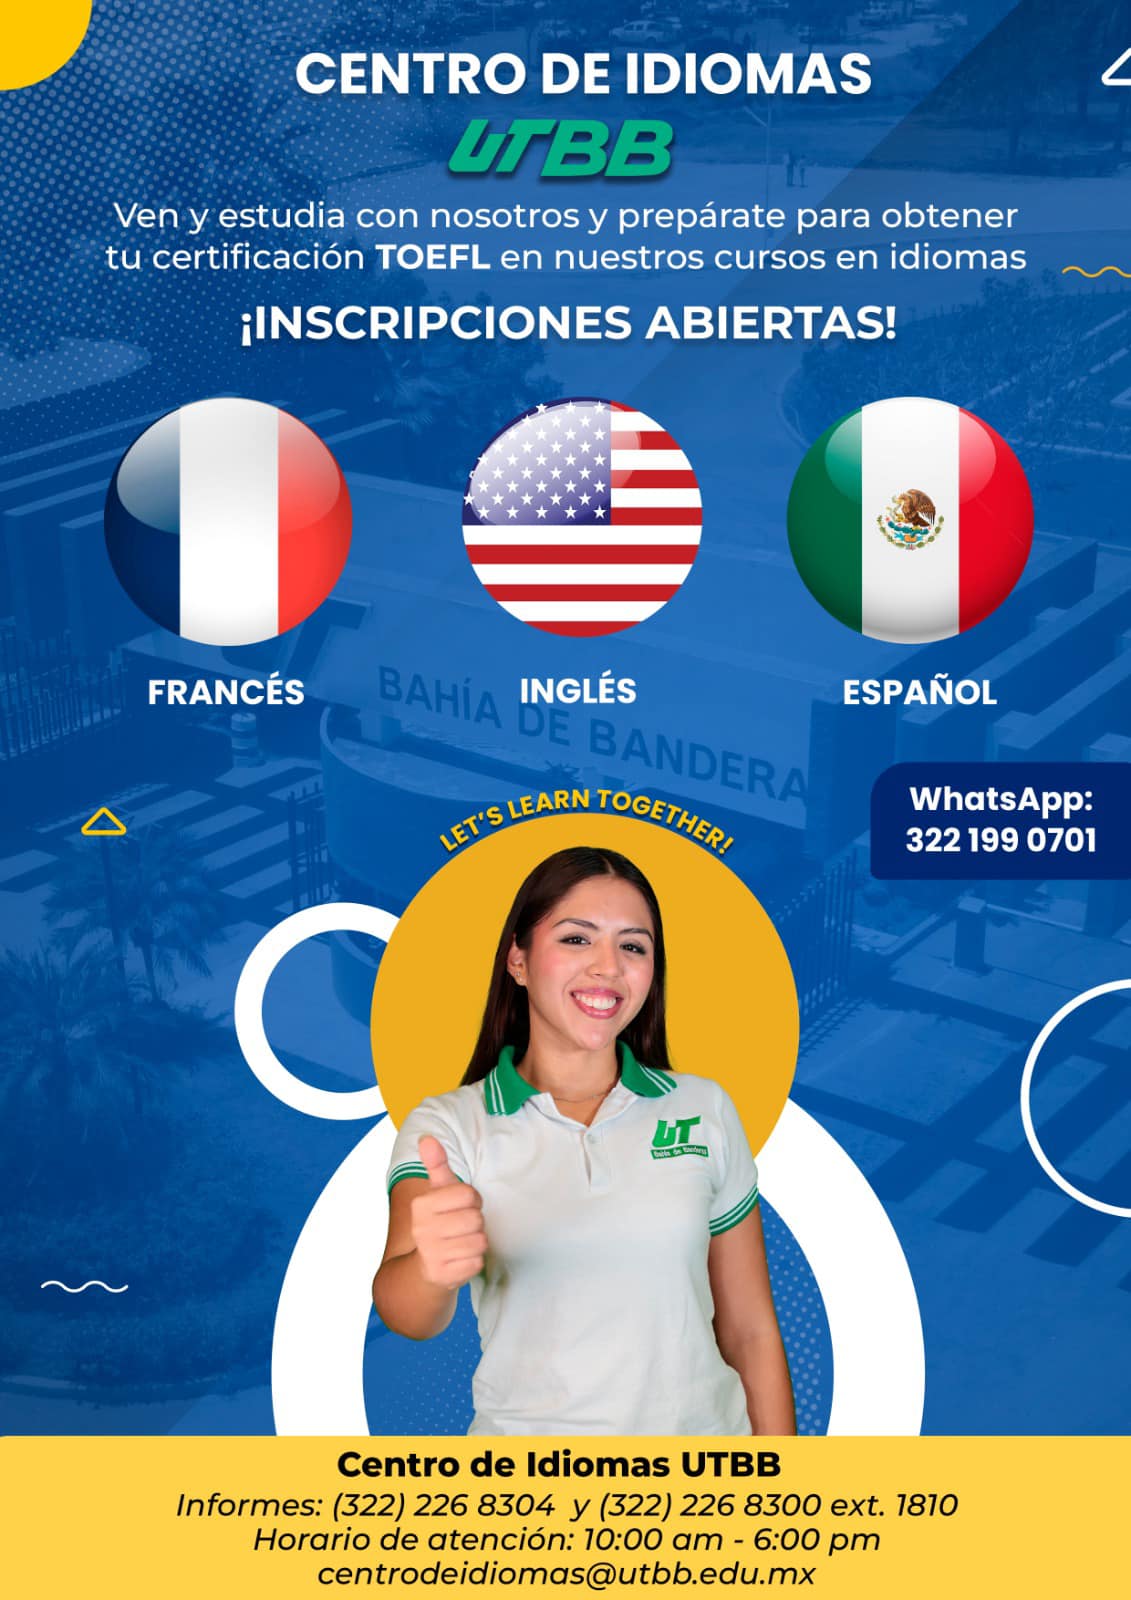 CENTRO DE IDIOMAS
UTBB
Ven y estudia con nosotros y prepárate para obtener
tu certificación TOEFL en nuestros cursos en idiomas
¡INSCRIPCIONES ABIERTAS!
FRANCÉS
INGLÉS
ESPAÑOL
BAHÍA DE BANDERA
WhatsApp:
322 199 0701
LET'S LEARN TOGETHER!
UT
Bahía de Banderas
Centro de Idiomas UTBB
Informes: (322) 226 8304 y (322) 226 8300 ext. 1810
Horario de atención: 10:00 am - 6:00 pm
centrodeidiomas@utbb.edu.mx